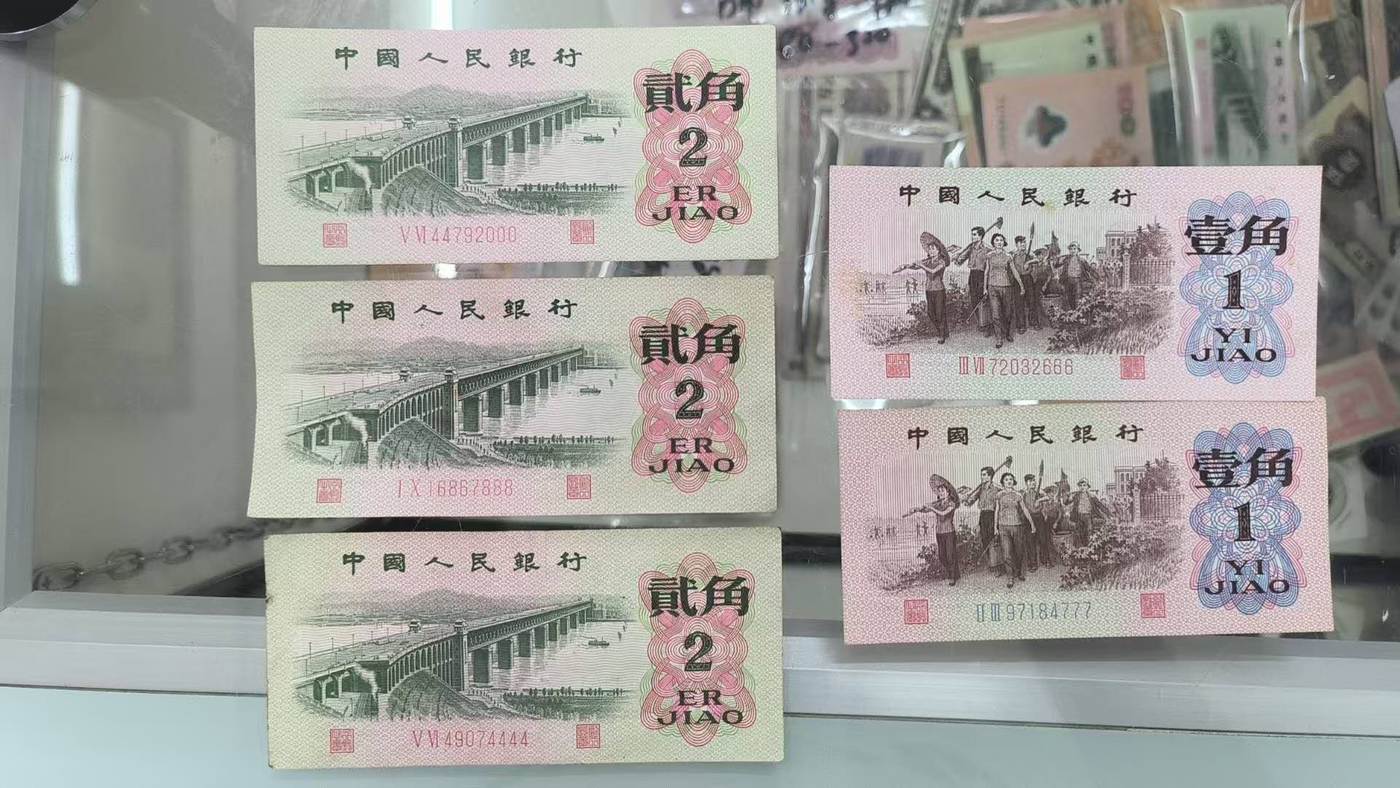 中國人民銀行
貳角
2
ER
JIAO
V VI 44792000
中國人民銀行
貳角
2
ER
JIAO
I X 16867888
中國人民銀行
貳角
2
ER
JIAO
V VI 49074444
中國人民銀行
壹角
1
YI
JIAO
III VII 72032666
中國人民銀行
壹角
1
YI
JIAO
II III 97184777